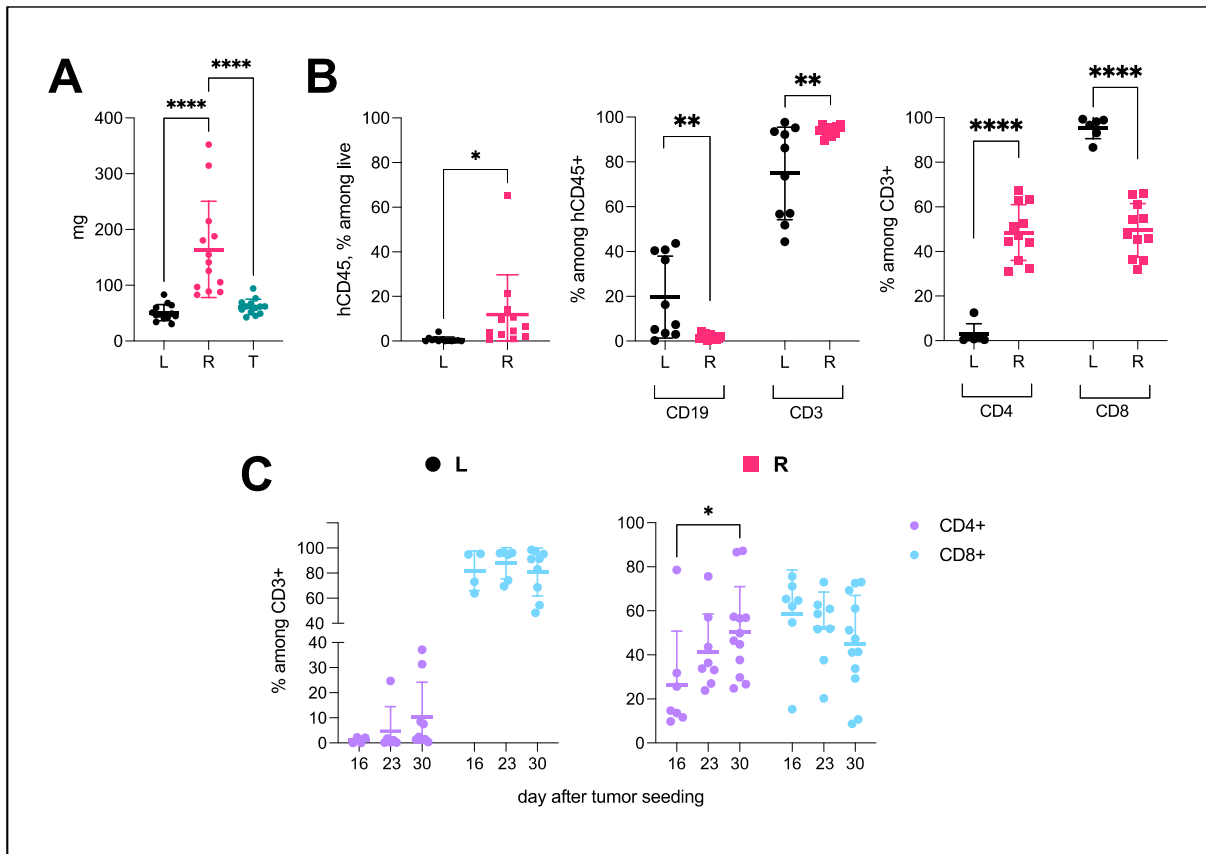 A
B
****
****
400
300
200
100
0
mg
L
R
T
*
100
80
60
40
20
0
hCD45, % among live
L
R
**
**
100
80
60
40
20
0
% among hCD45+
L
R
L
R
CD19
CD3
****
****
100
80
60
40
20
0
% among CD3+
L
R
L
R
CD4
CD8
C
L
R
100
80
60
40
40
30
20
10
0
% among CD3+
16
23
30
16
23
30
*
100
80
60
40
20
0
16
23
30
16
23
30
CD4+
CD8+
day after tumor seeding